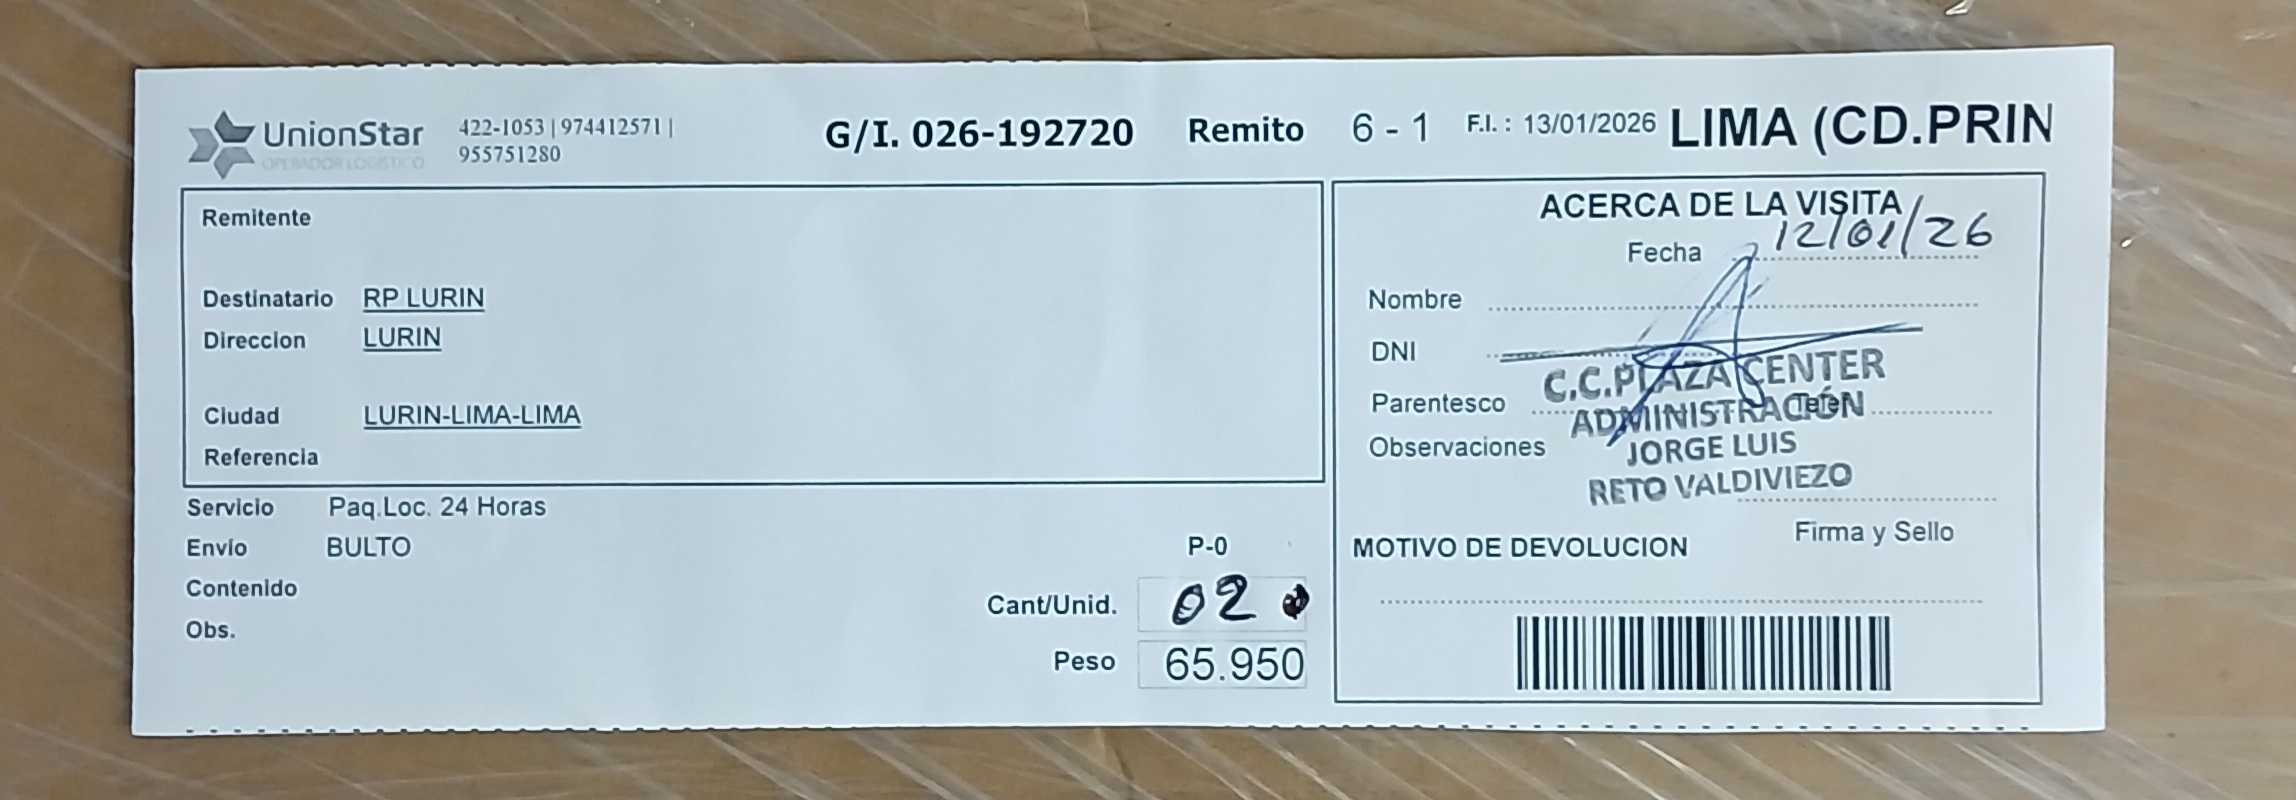 UnionStar
OPERADOR LOGISTICO
422-1053 | 974412571 |
955751280
G/I. 026-192720 Remito 6 - 1 F.I. : 13/01/2026 LIMA (CD.PRIN
Remitente
Destinatario RP LURIN
Direccion LURIN
Ciudad LURIN-LIMA-LIMA
Referencia
Servicio Paq.Loc. 24 Horas
Envio BULTO
Contenido
Obs.
P-0
Cant/Unid. 02
Peso 65.950
ACERCA DE LA VISITA
Fecha 12/01/26
Nombre
DNI
Parentesco Telef
Observaciones
C.C.PLAZA CENTER
ADMINISTRACIÓN
JORGE LUIS
RETO VALDIVIEZO
Firma y Sello
MOTIVO DE DEVOLUCION